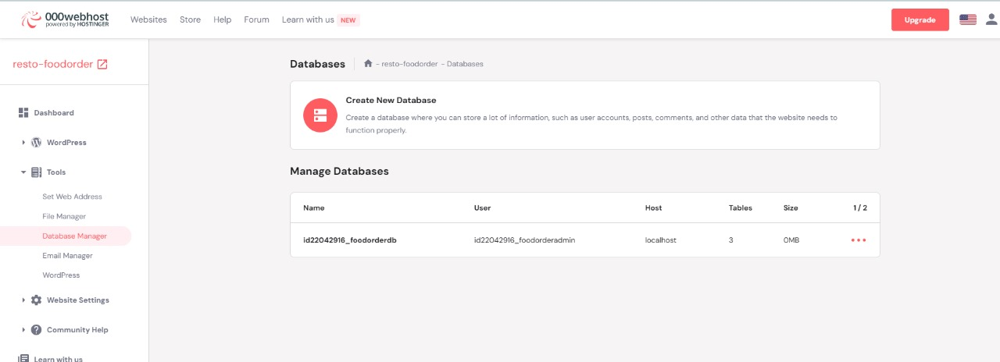 000webhost
powered by HOSTINGER
Websites Store Help Forum Learn with us NEW
Upgrade
resto-foodorder
Dashboard
WordPress
Tools
Set Web Address
File Manager
Database Manager
Email Manager
WordPress
Website Settings
Community Help
Learn with us
Databases - resto-foodorder - Databases
Create New Database
Create a database where you can store a lot of information, such as user accounts, posts, comments, and other data that the website needs to
function properly.
Manage Databases
Name User Host Tables Size 1 / 2
id22042916_foodorderdb id22042916_foodorderadmin localhost 3 0MB